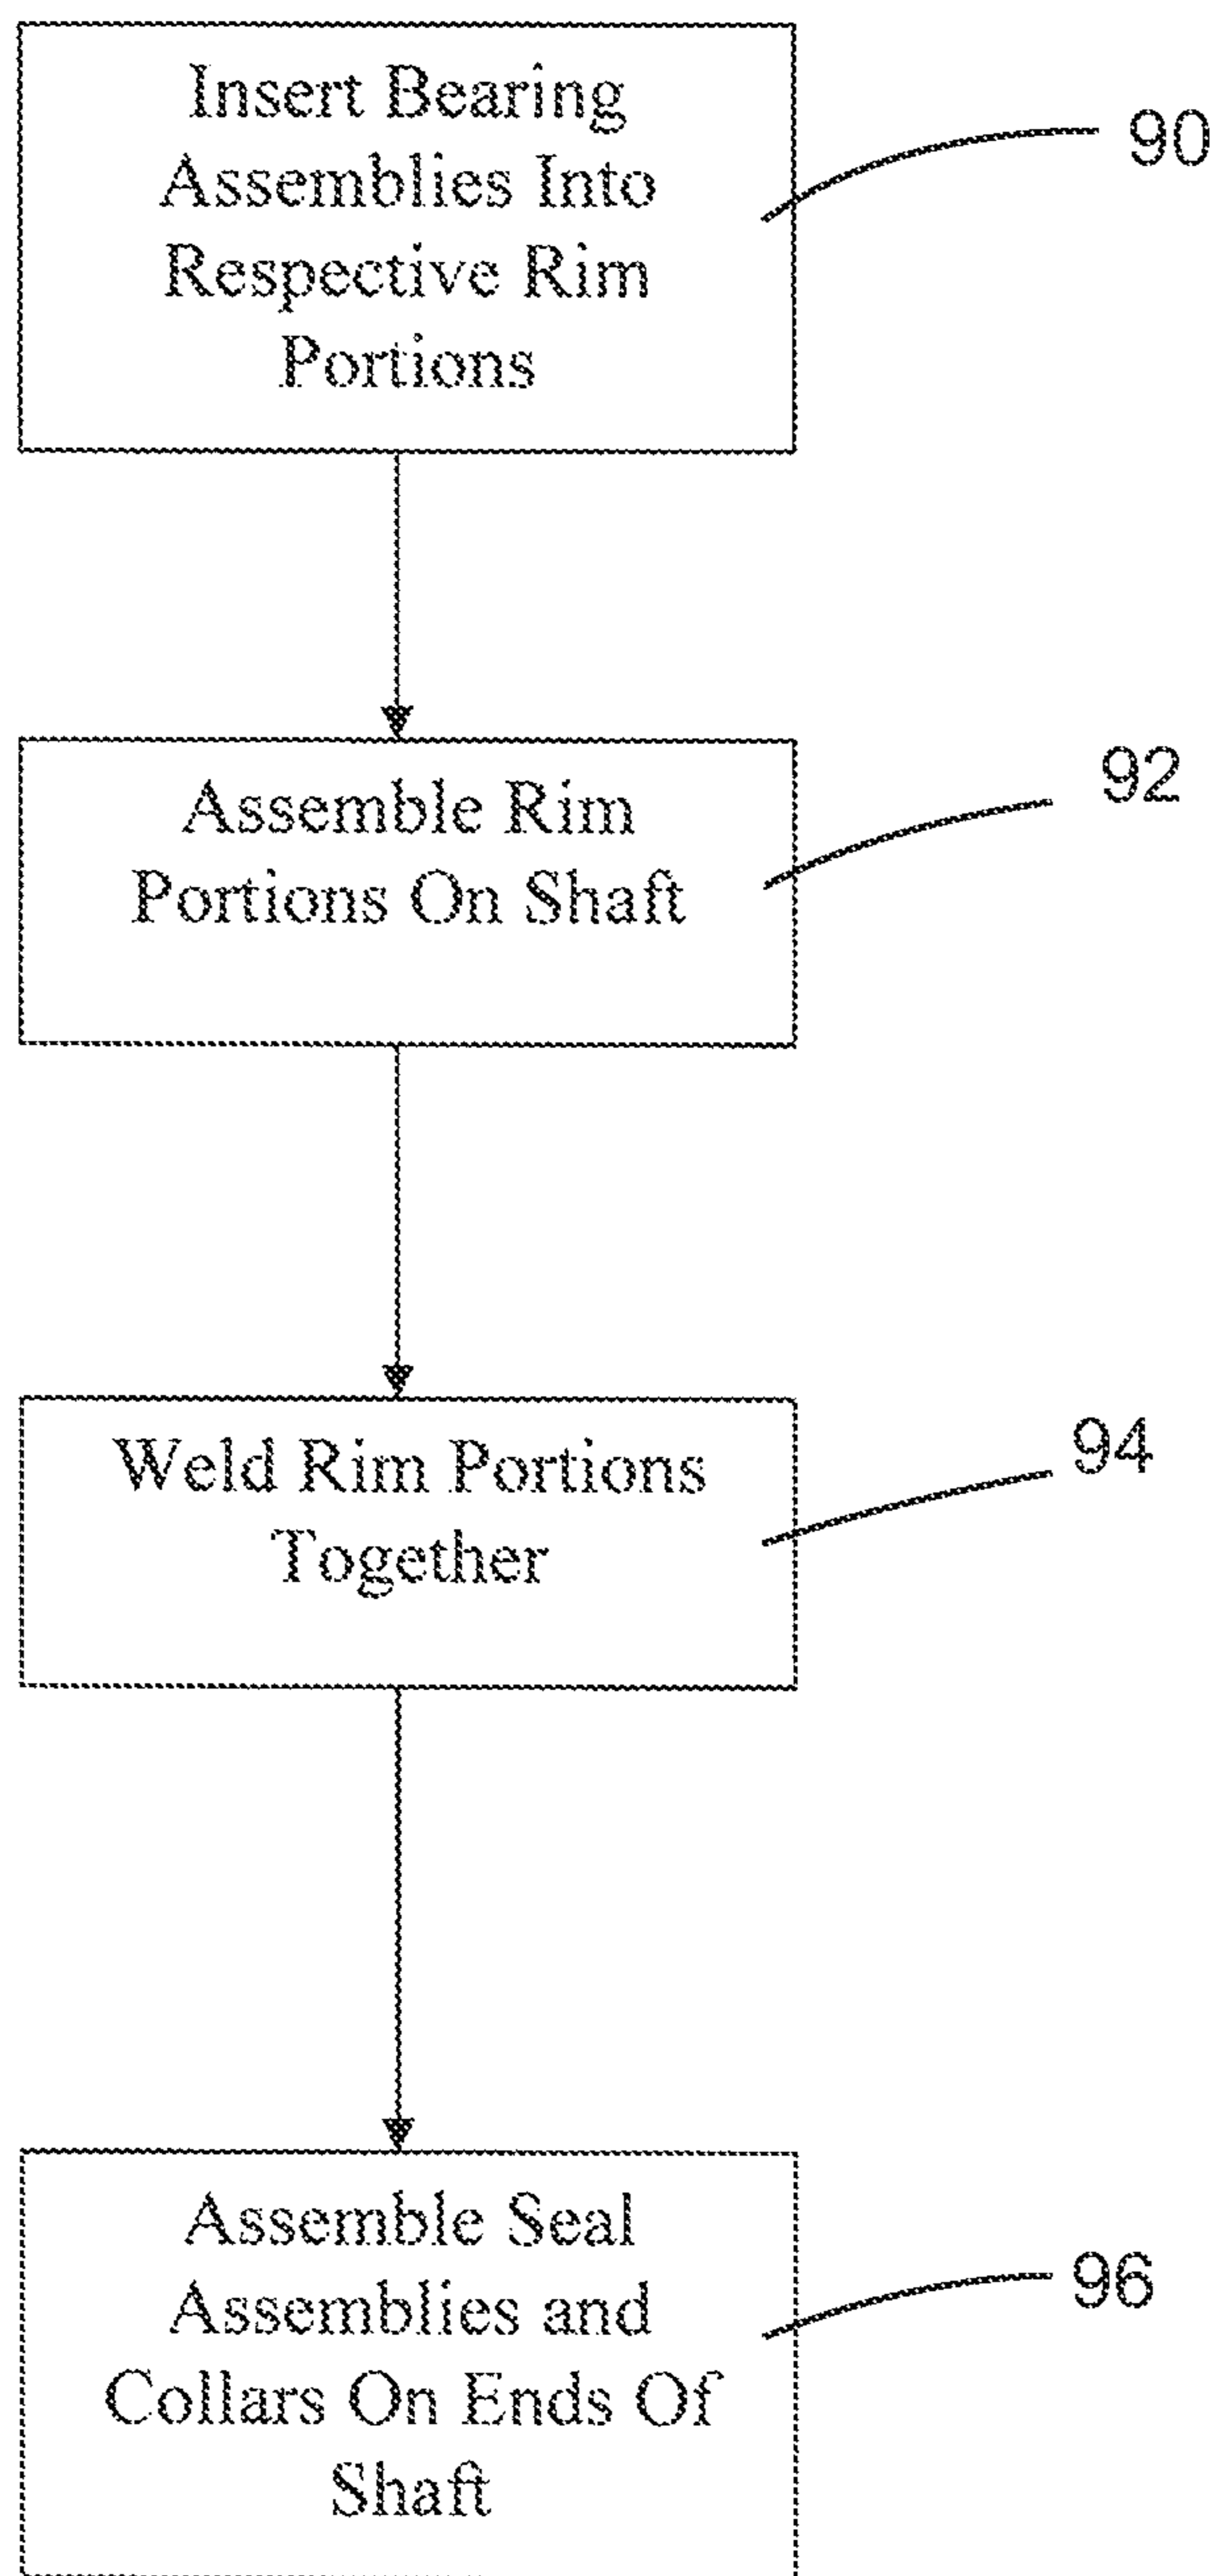 Insert Bearing
Assemblies Into
Respective Rim
Portions
90
Assemble Rim
Portions On Shaft
92
Weld Rim Portions
Together
94
Assemble Seal
Assemblies and
Collars On Ends Of
Shaft
96